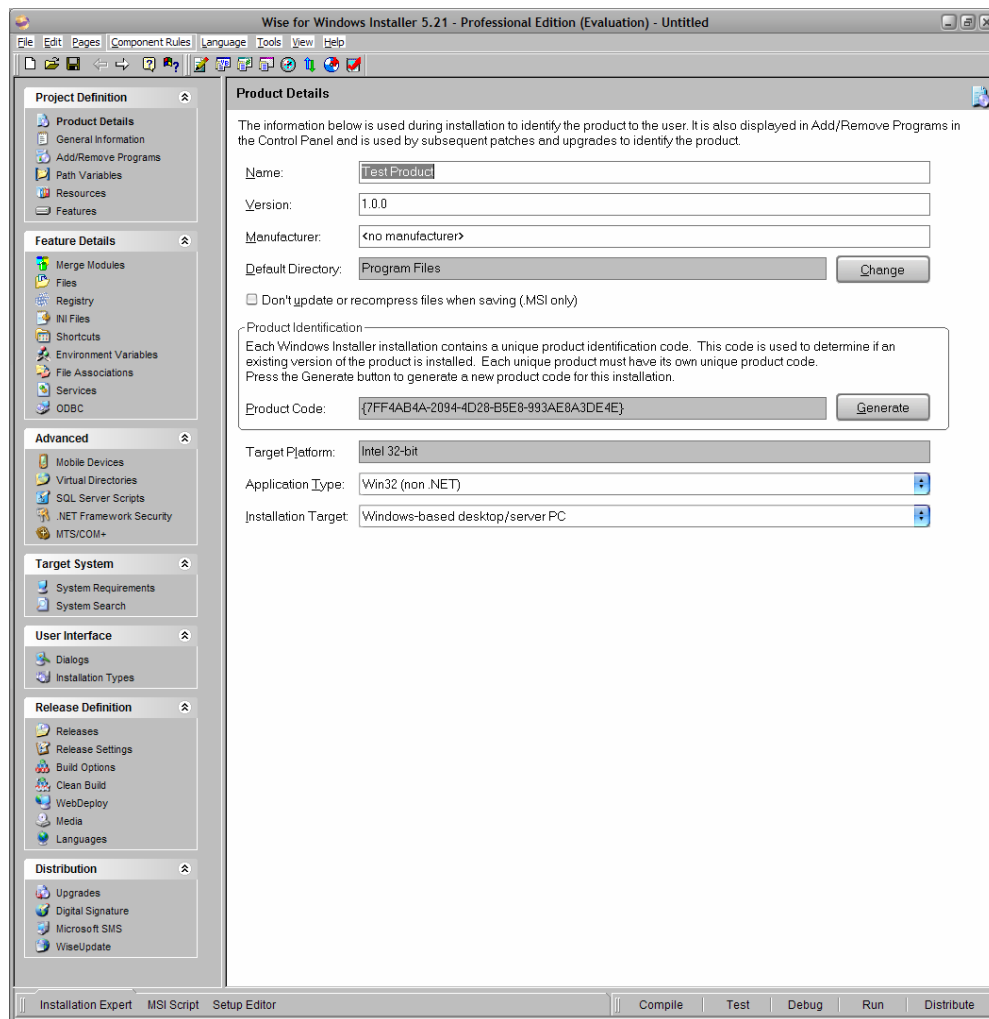 Wise for Windows Installer 5.21 - Professional Edition (Evaluation) - Untitled
File Edit Pages Component Rules Language Tools View Help
Project Definition
Product Details
General Information
Add/Remove Programs
Path Variables
Resources
Features
Feature Details
Merge Modules
Files
Registry
INI Files
Shortcuts
Environment Variables
File Associations
Services
ODBC
Advanced
Mobile Devices
Virtual Directories
SQL Server Scripts
.NET Framework Security
MTS/COM+
Target System
System Requirements
System Search
User Interface
Dialogs
Installation Types
Release Definition
Releases
Release Settings
Build Options
Clean Build
WebDeploy
Media
Languages
Distribution
Upgrades
Digital Signature
Microsoft SMS
WiseUpdate
Product Details
The information below is used during installation to identify the product to the user. It is also displayed in Add/Remove Programs in
the Control Panel and is used by subsequent patches and upgrades to identify the product.
Name: Test Product
Version: 1.0.0
Manufacturer: <no manufacturer>
Default Directory: Program Files Change
Don't update or recompress files when saving (.MSI only)
Product Identification
Each Windows Installer installation contains a unique product identification code. This code is used to determine if an
existing version of the product is installed. Each unique product must have its own unique product code.
Press the Generate button to generate a new product code for this installation.
Product Code: {7FF4AB4A-2094-4D28-B5E8-993AE8A3DE4E} Generate
Target Platform: Intel 32-bit
Application Type: Win32 (non .NET)
Installation Target: Windows-based desktop/server PC
Installation Expert MSI Script Setup Editor Compile Test Debug Run Distribute